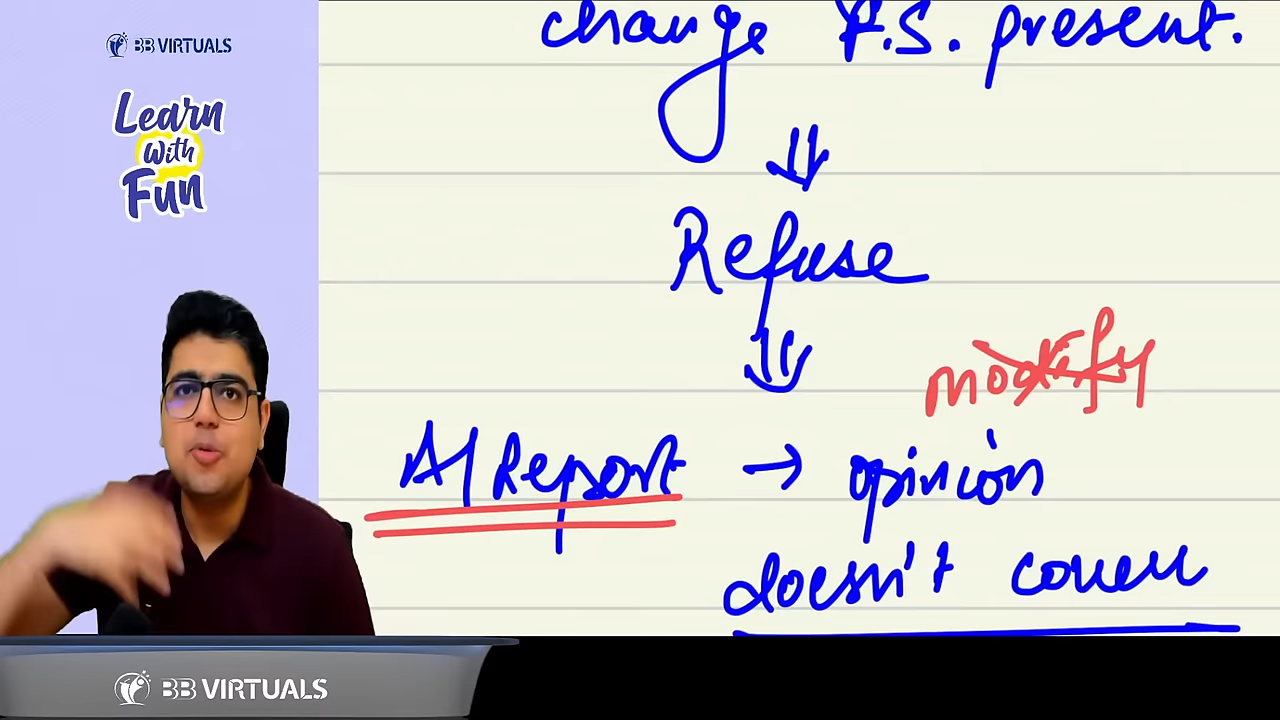 BB VIRTUALS
Learn
With
Fun
change F.S. present.
Refuse
modify
A/Report → opinion
doesn't cover
BB VIRTUALS